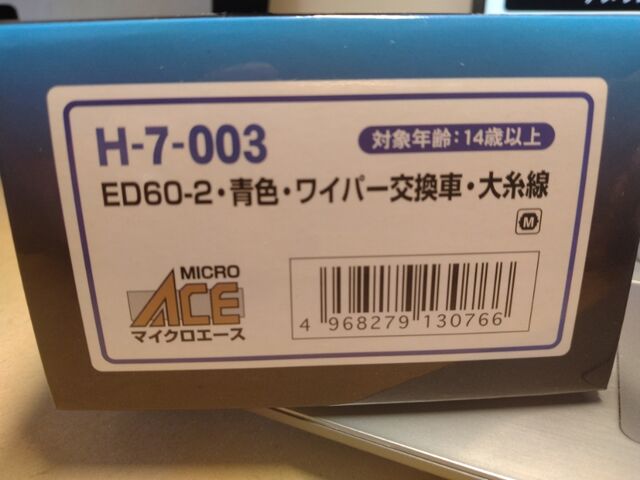 H-7-003
対象年齢:14歳以上
ED60-2・青色・ワイパー交換車・大糸線
M
MICRO
ACE
マイクロエース
4 968279 130766